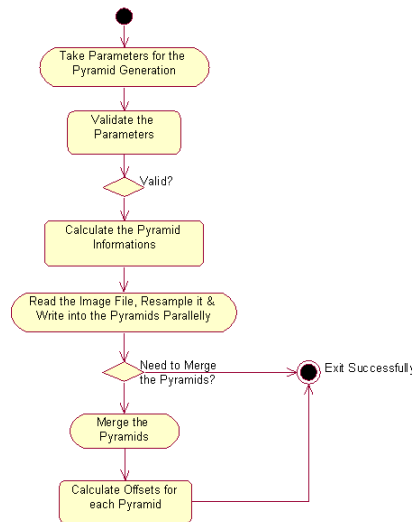 Take Parameters for the
Pyramid Generation
Validate the
Parameters
Valid?
Calculate the Pyramid
Informations
Read the Image File, Resample it &
Write into the Pyramids Parallelly
Need to Merge
the Pyramids?
Exit Successfully
Merge the
Pyramids
Calculate Offsets for
each Pyramid